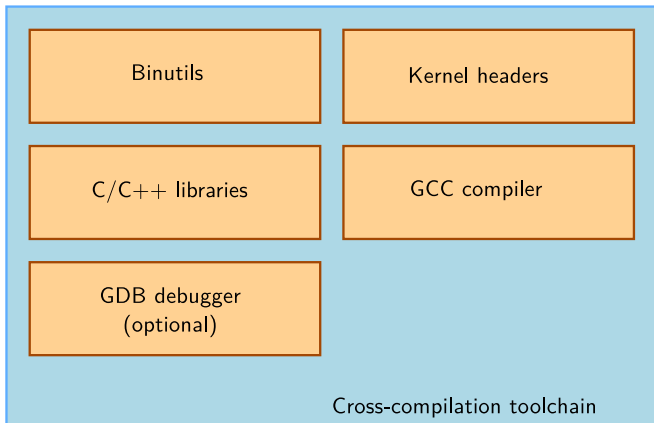 Binutils
Kernel headers
C/C++ libraries
GCC compiler
GDB debugger
(optional)
Cross-compilation toolchain